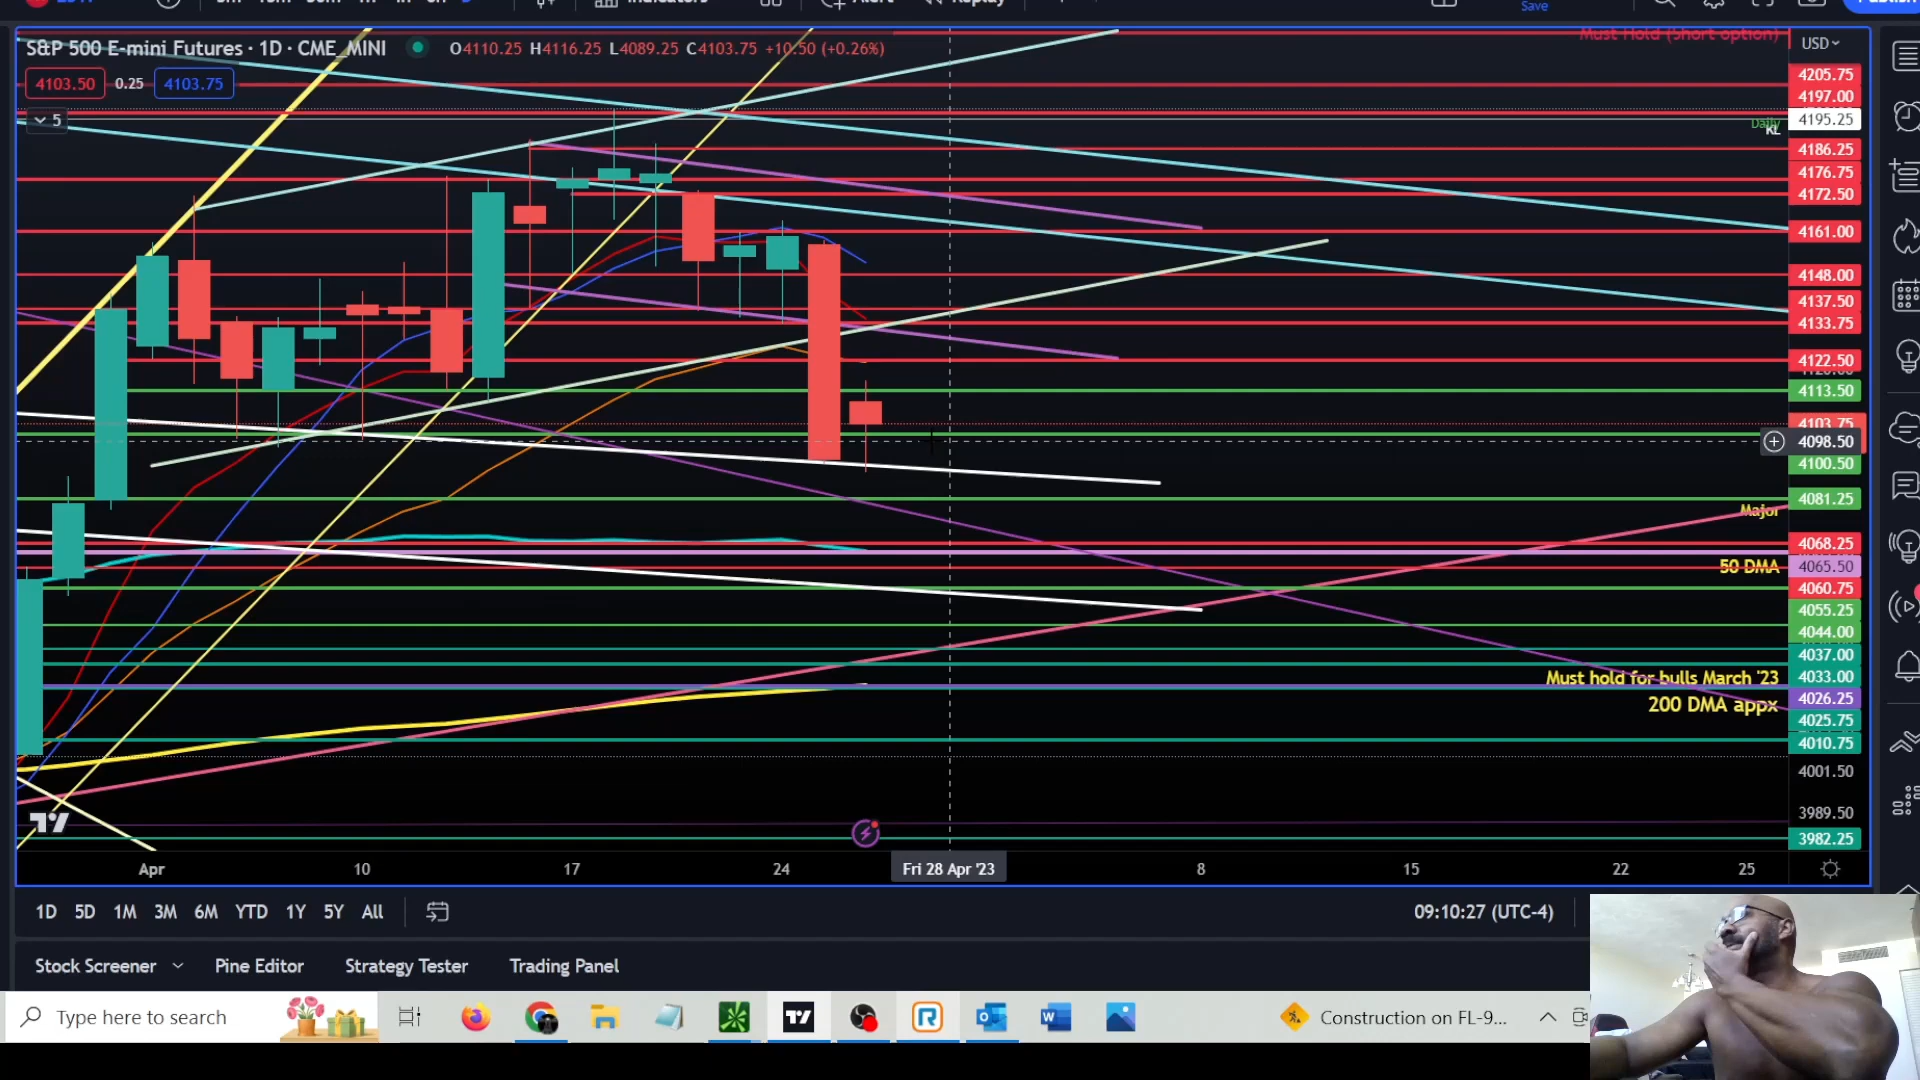 Indicators
Alert
Replay
Save
Publish
S&P 500 E-mini Futures · 1D · CME_MINI
O4110.25 H4116.25 L4089.25 C4103.75 +10.50 (+0.26%)
Must Hold (Short option)
USD
4103.50 0.25 4103.75
5
4205.75
4197.00
Daily
KL
4195.25
4186.25
4176.75
4172.50
4161.00
4148.00
4137.50
4133.75
4122.50
4113.50
4103.75
4098.50
4100.50
4081.25
Major
4068.25
50 DMA
4065.50
4060.75
4055.25
4044.00
4037.00
Must hold for bulls March '23
4033.00
4026.25
200 DMA appx
4025.75
4010.75
4001.50
3989.50
3982.25
Apr 10 17 24 Fri 28 Apr '23 8 15 22 25
1D 5D 1M 3M 6M YTD 1Y 5Y All
09:10:27 (UTC-4)
Stock Screener Pine Editor Strategy Tester Trading Panel
Type here to search
Construction on FL-9...